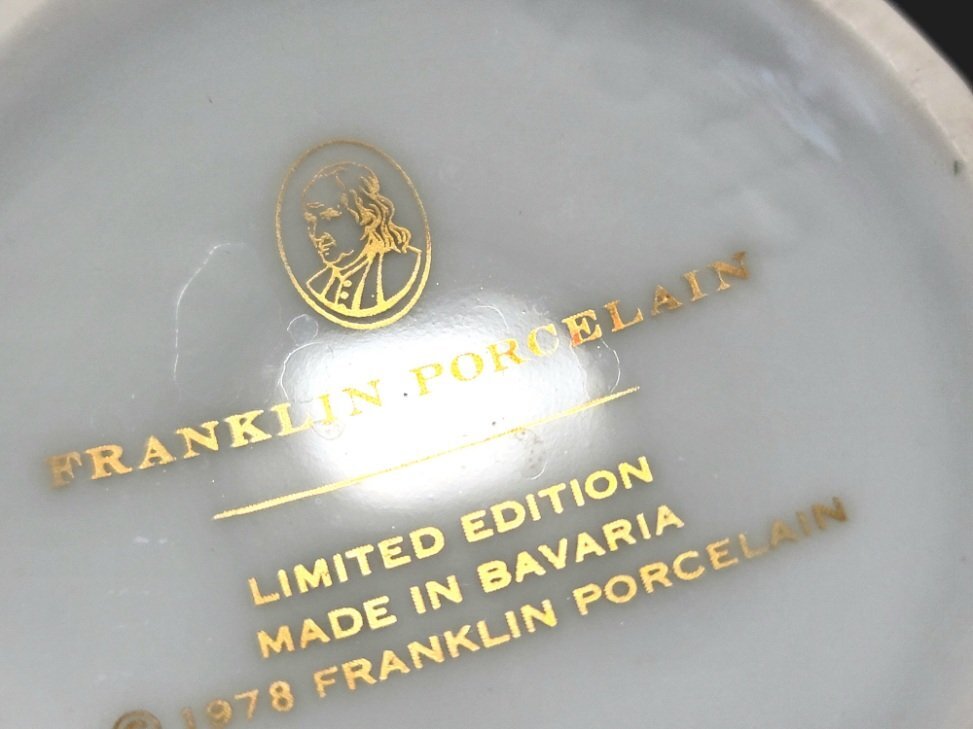 FRANKLIN PORCELAIN
LIMITED EDITION
MADE IN BAVARIA
© 1978 FRANKLIN PORCELAIN